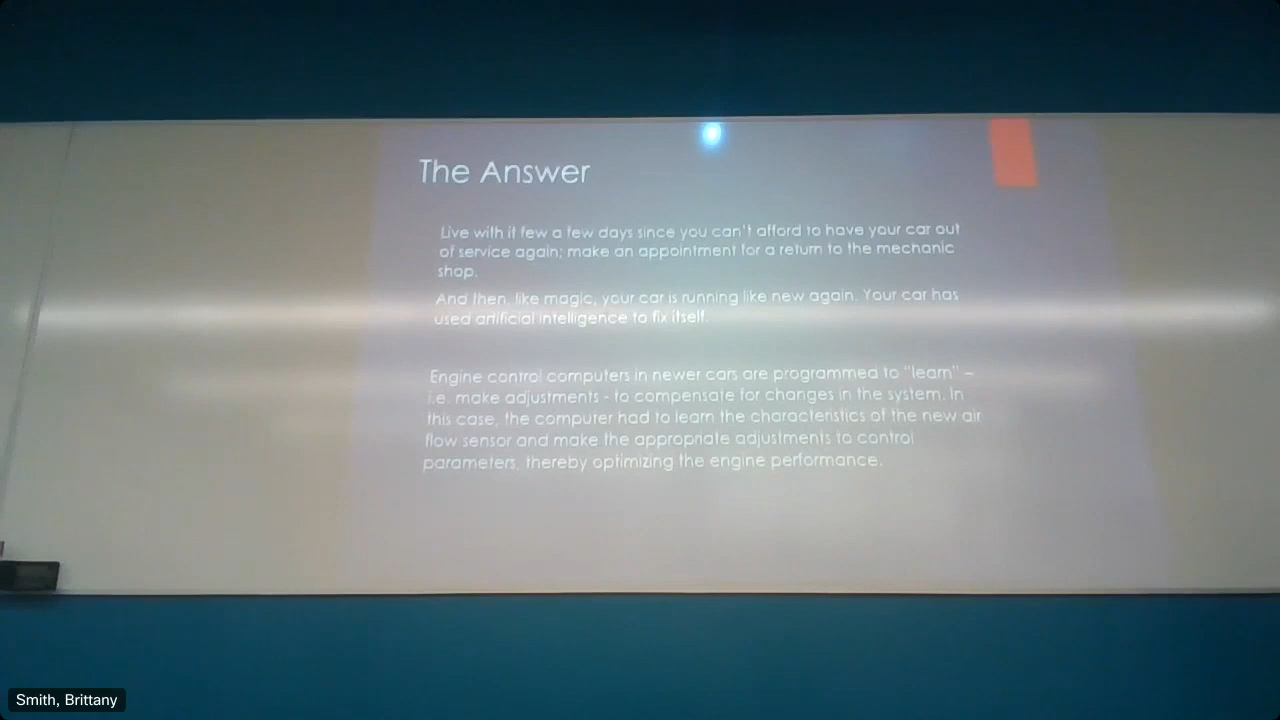 The Answer
Live with it few a few days since you can't afford to have your car out
of service again; make an appointment for a return to the mechanic
shop.
And then, like magic, your car is running like new again. Your car has
used artificial intelligence to fix itself.
Engine control computers in newer cars are programmed to "learn" –
i.e. make adjustments - to compensate for changes in the system. In
this case, the computer had to learn the characteristics of the new air
flow sensor and make the appropriate adjustments to control
parameters, thereby optimizing the engine performance.
Smith, Brittany